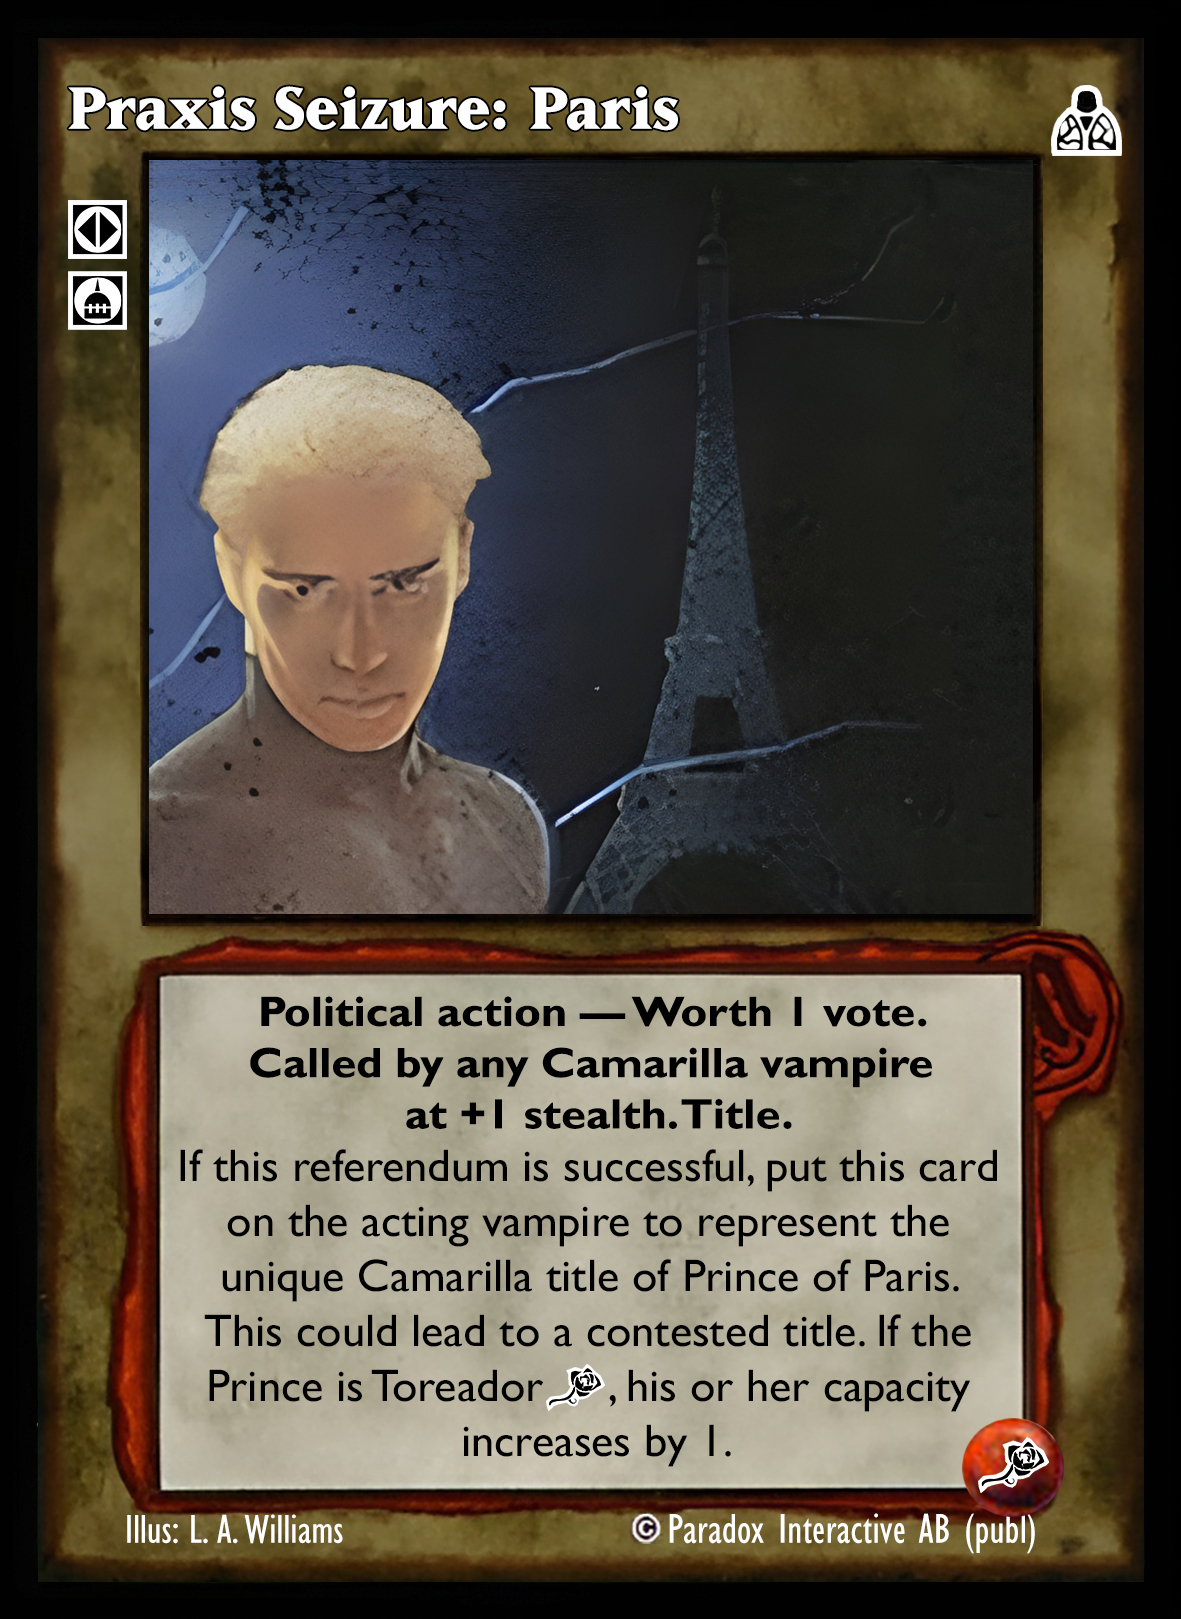 Praxis Seizure: Paris
Political action — Worth 1 vote.
Called by any Camarilla vampire
at +1 stealth. Title.
If this referendum is successful, put this card
on the acting vampire to represent the
unique Camarilla title of Prince of Paris.
This could lead to a contested title. If the
Prince is Toreador , his or her capacity
increases by 1.
Illus: L. A. Williams
© Paradox Interactive AB (publ)